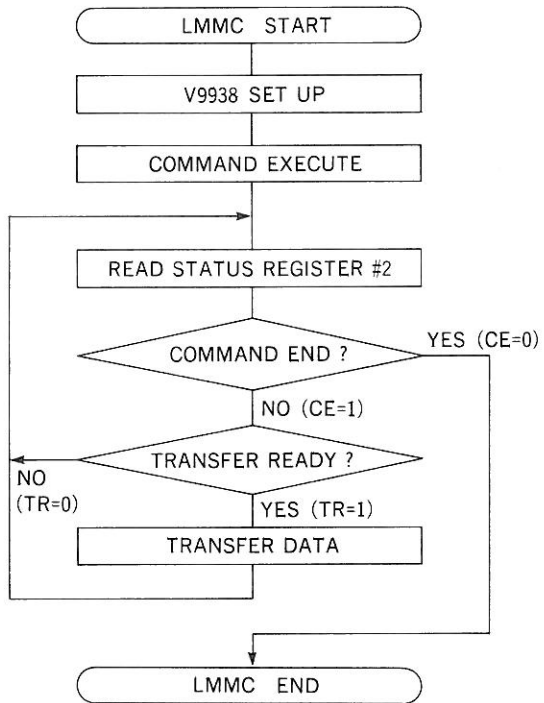 LMMC START
V9938 SET UP
COMMAND EXECUTE
READ STATUS REGISTER #2
COMMAND END ?
YES (CE=0)
NO (CE=1)
TRANSFER READY ?
NO
(TR=0)
YES (TR=1)
TRANSFER DATA
LMMC END